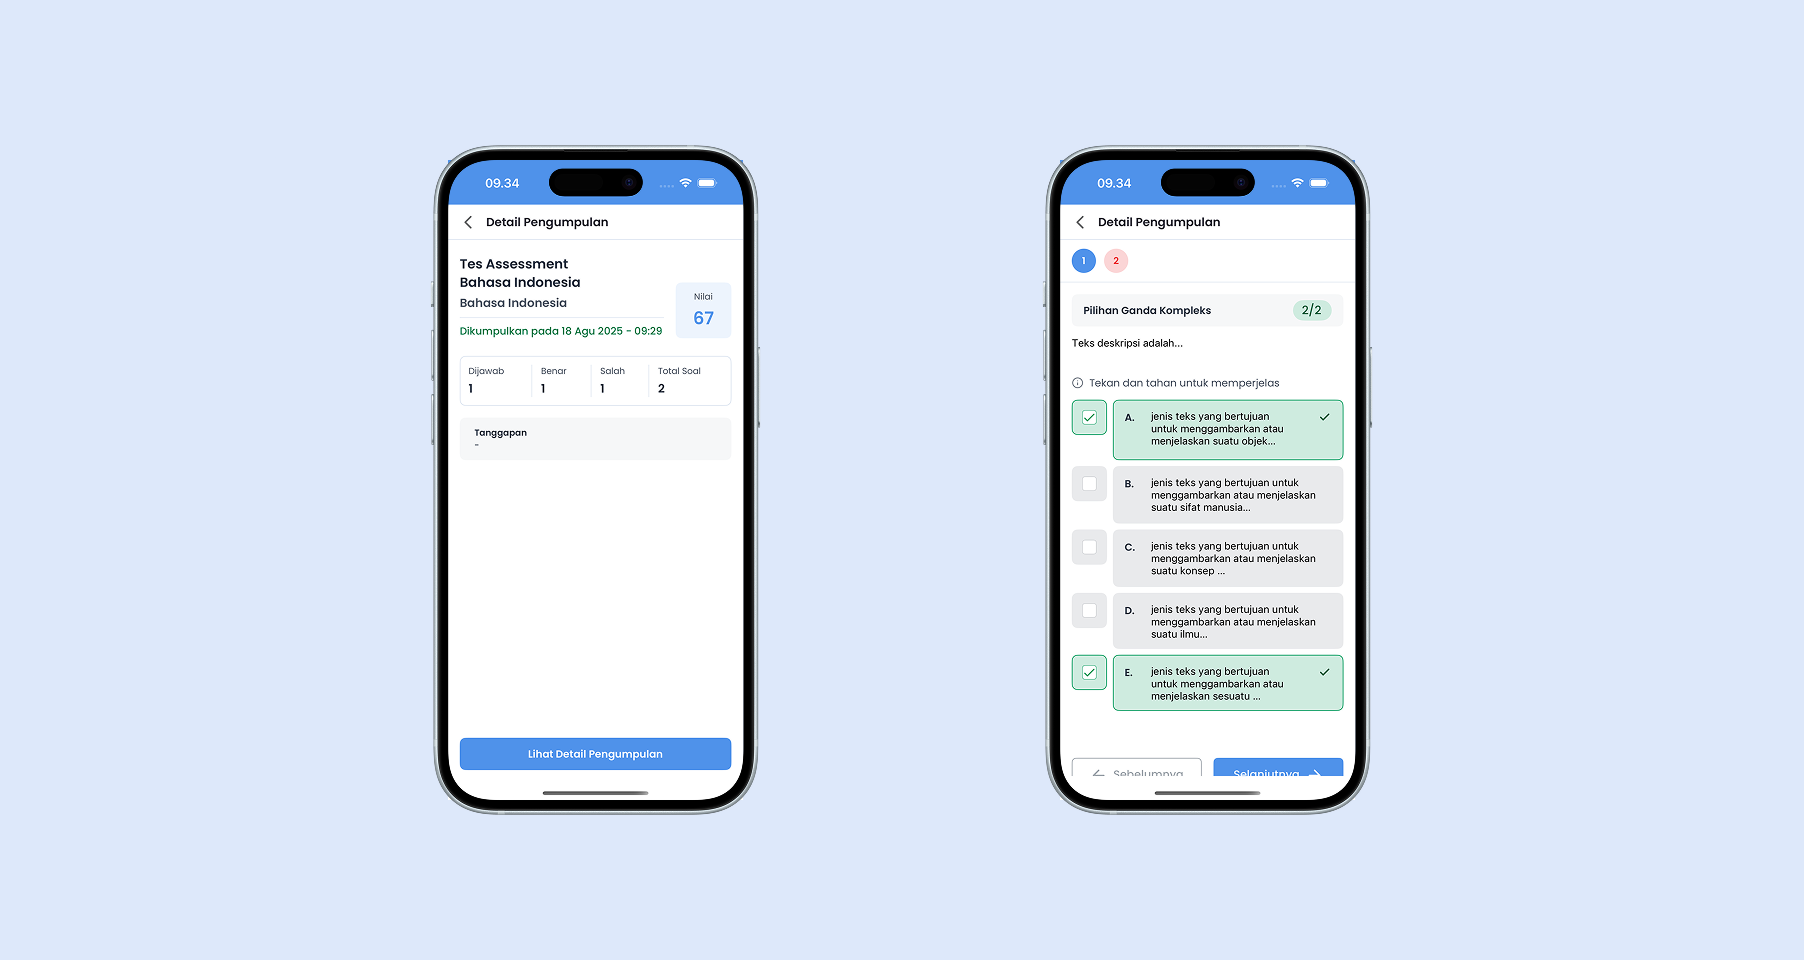 09.34
Detail Pengumpulan
Tes Assessment
Bahasa Indonesia
Bahasa Indonesia
Dikumpulkan pada 18 Agu 2025 - 09:29
Nilai
67
Dijawab
1
Benar
1
Salah
1
Total Soal
2
Tanggapan
-
Lihat Detail Pengumpulan
09.34
Detail Pengumpulan
1 2
Pilihan Ganda Kompleks 2/2
Teks deskripsi adalah...
Tekan dan tahan untuk memperjelas
A. jenis teks yang bertujuan
untuk menggambarkan atau
menjelaskan suatu objek...
B. jenis teks yang bertujuan untuk
menggambarkan atau menjelaskan
suatu sifat manusia...
C. jenis teks yang bertujuan untuk
menggambarkan atau menjelaskan
suatu konsep ...
D. jenis teks yang bertujuan untuk
menggambarkan atau menjelaskan
suatu ilmu...
E. jenis teks yang bertujuan
untuk menggambarkan atau
menjelaskan sesuatu ...
Sebelumnya Selanjutnya